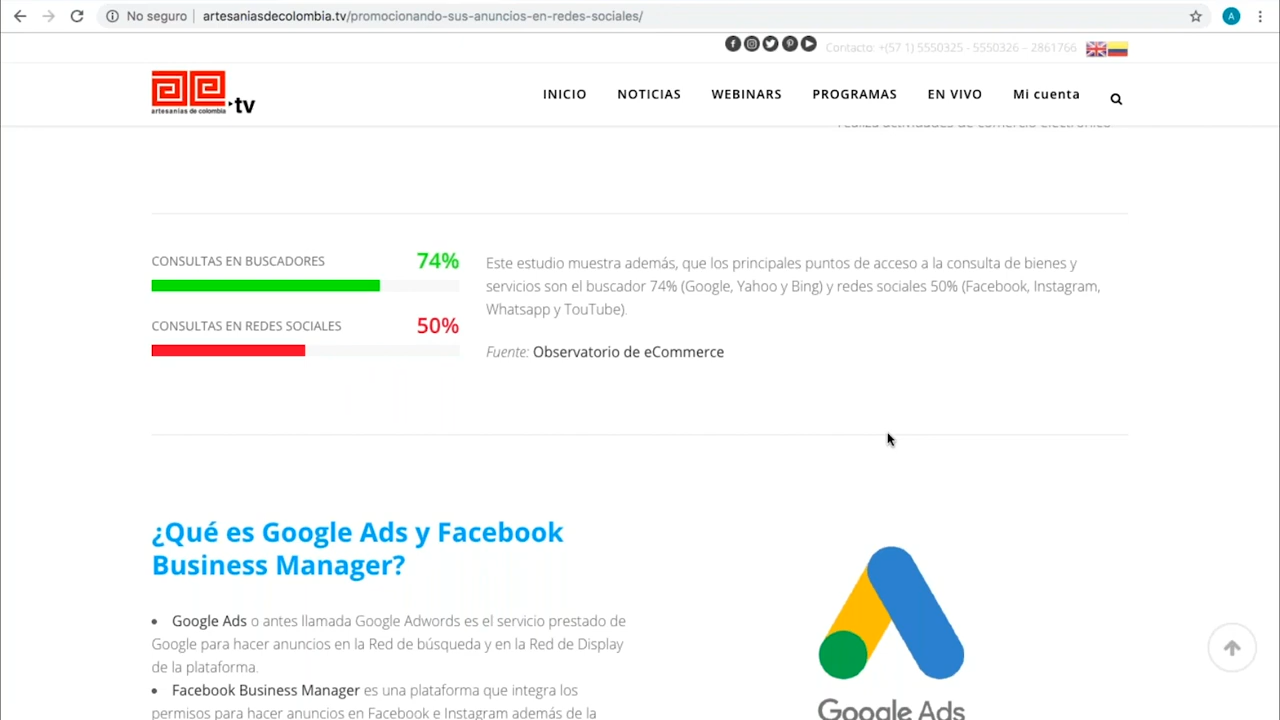 No seguro
artesaniasdecolombia.tv/promocionando-sus-anuncios-en-redes-sociales/
A
Contacto: +(57 1) 5550325 - 5550326 – 2861766
artesanías de colombia
tv
INICIO
NOTICIAS
WEBINARS
PROGRAMAS
EN VIVO
Mi cuenta
realiza actividades de comercio electrónico
CONSULTAS EN BUSCADORES
74%
CONSULTAS EN REDES SOCIALES
50%
Este estudio muestra además, que los principales puntos de acceso a la consulta de bienes y
servicios son el buscador 74% (Google, Yahoo y Bing) y redes sociales 50% (Facebook, Instagram,
Whatsapp y TouTube).
Fuente: Observatorio de eCommerce
¿Qué es Google Ads y Facebook
Business Manager?
• Google Ads o antes llamada Google Adwords es el servicio prestado de
Google para hacer anuncios en la Red de búsqueda y en la Red de Display
de la plataforma.
• Facebook Business Manager es una plataforma que integra los
permisos para hacer anuncios en Facebook e Instagram además de la
Google Ads